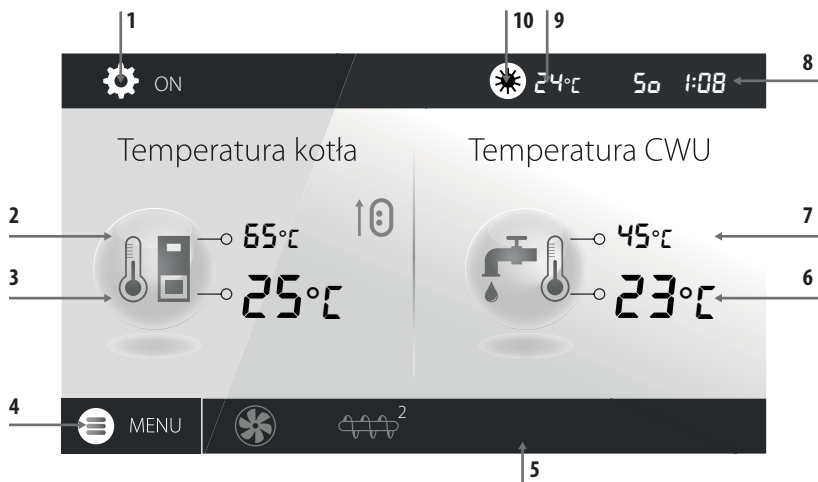 1 10 9
8
ON 24°C So 1:08
Temperatura kotła Temperatura CWU
2 65°C 45°C 7
3 25°C 23°C 6
4 MENU 2
5